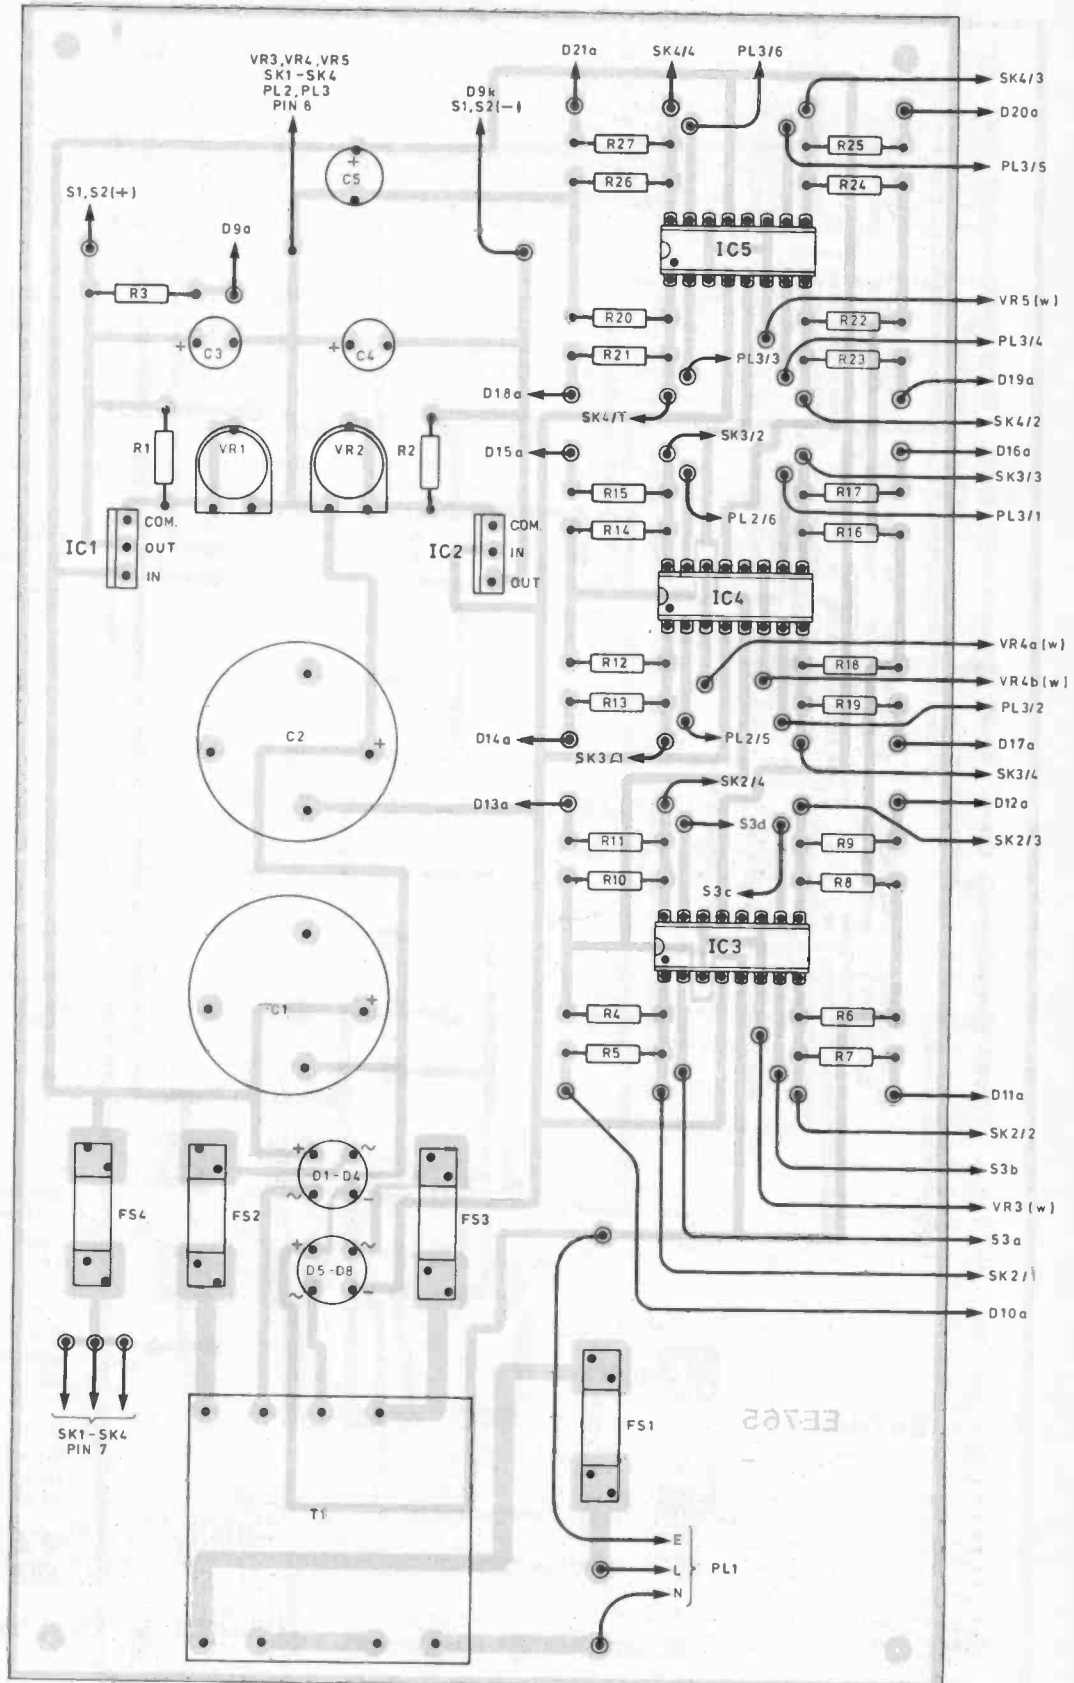 VR3, VR4, VR5
SK1-SK4
PL2, PL3
PIN 6
D9k
S1, S2(-)
D21a
SK4/4
PL3/6
SK4/3
D20a
PL3/5
S1, S2(+)
D9a
+
C5
R27
R26
R25
R24
IC5
R3
+
C3
+
C4
R20
R21
R22
R23
VR5(w)
PL3/4
PL3/3
D18a
SK4/1
D19a
SK4/2
R1
VR1
VR2
R2
D15a
SK3/2
D16a
SK3/3
R15
R14
R17
R16
PL2/6
PL3/1
IC1
COM.
OUT
IN
IC2
COM.
IN
OUT
IC4
VR4a(w)
VR4b(w)
R12
R13
R18
R19
PL3/2
C2
+
D14a
SK3/1
PL2/5
D17a
SK3/4
D13a
SK2/4
D12a
S3d
SK2/3
R11
R10
R9
R8
S3c
IC3
C1
+
R4
R5
R6
R7
D11a
SK2/2
S3b
VR3(w)
S3a
SK2/1
D10a
FS4
FS2
+ ~
D1-D4
~ -
+ ~
D5-D8
~ -
FS3
SK1-SK4
PIN 7
T1
FS1
EE765
E
L
N
PL1